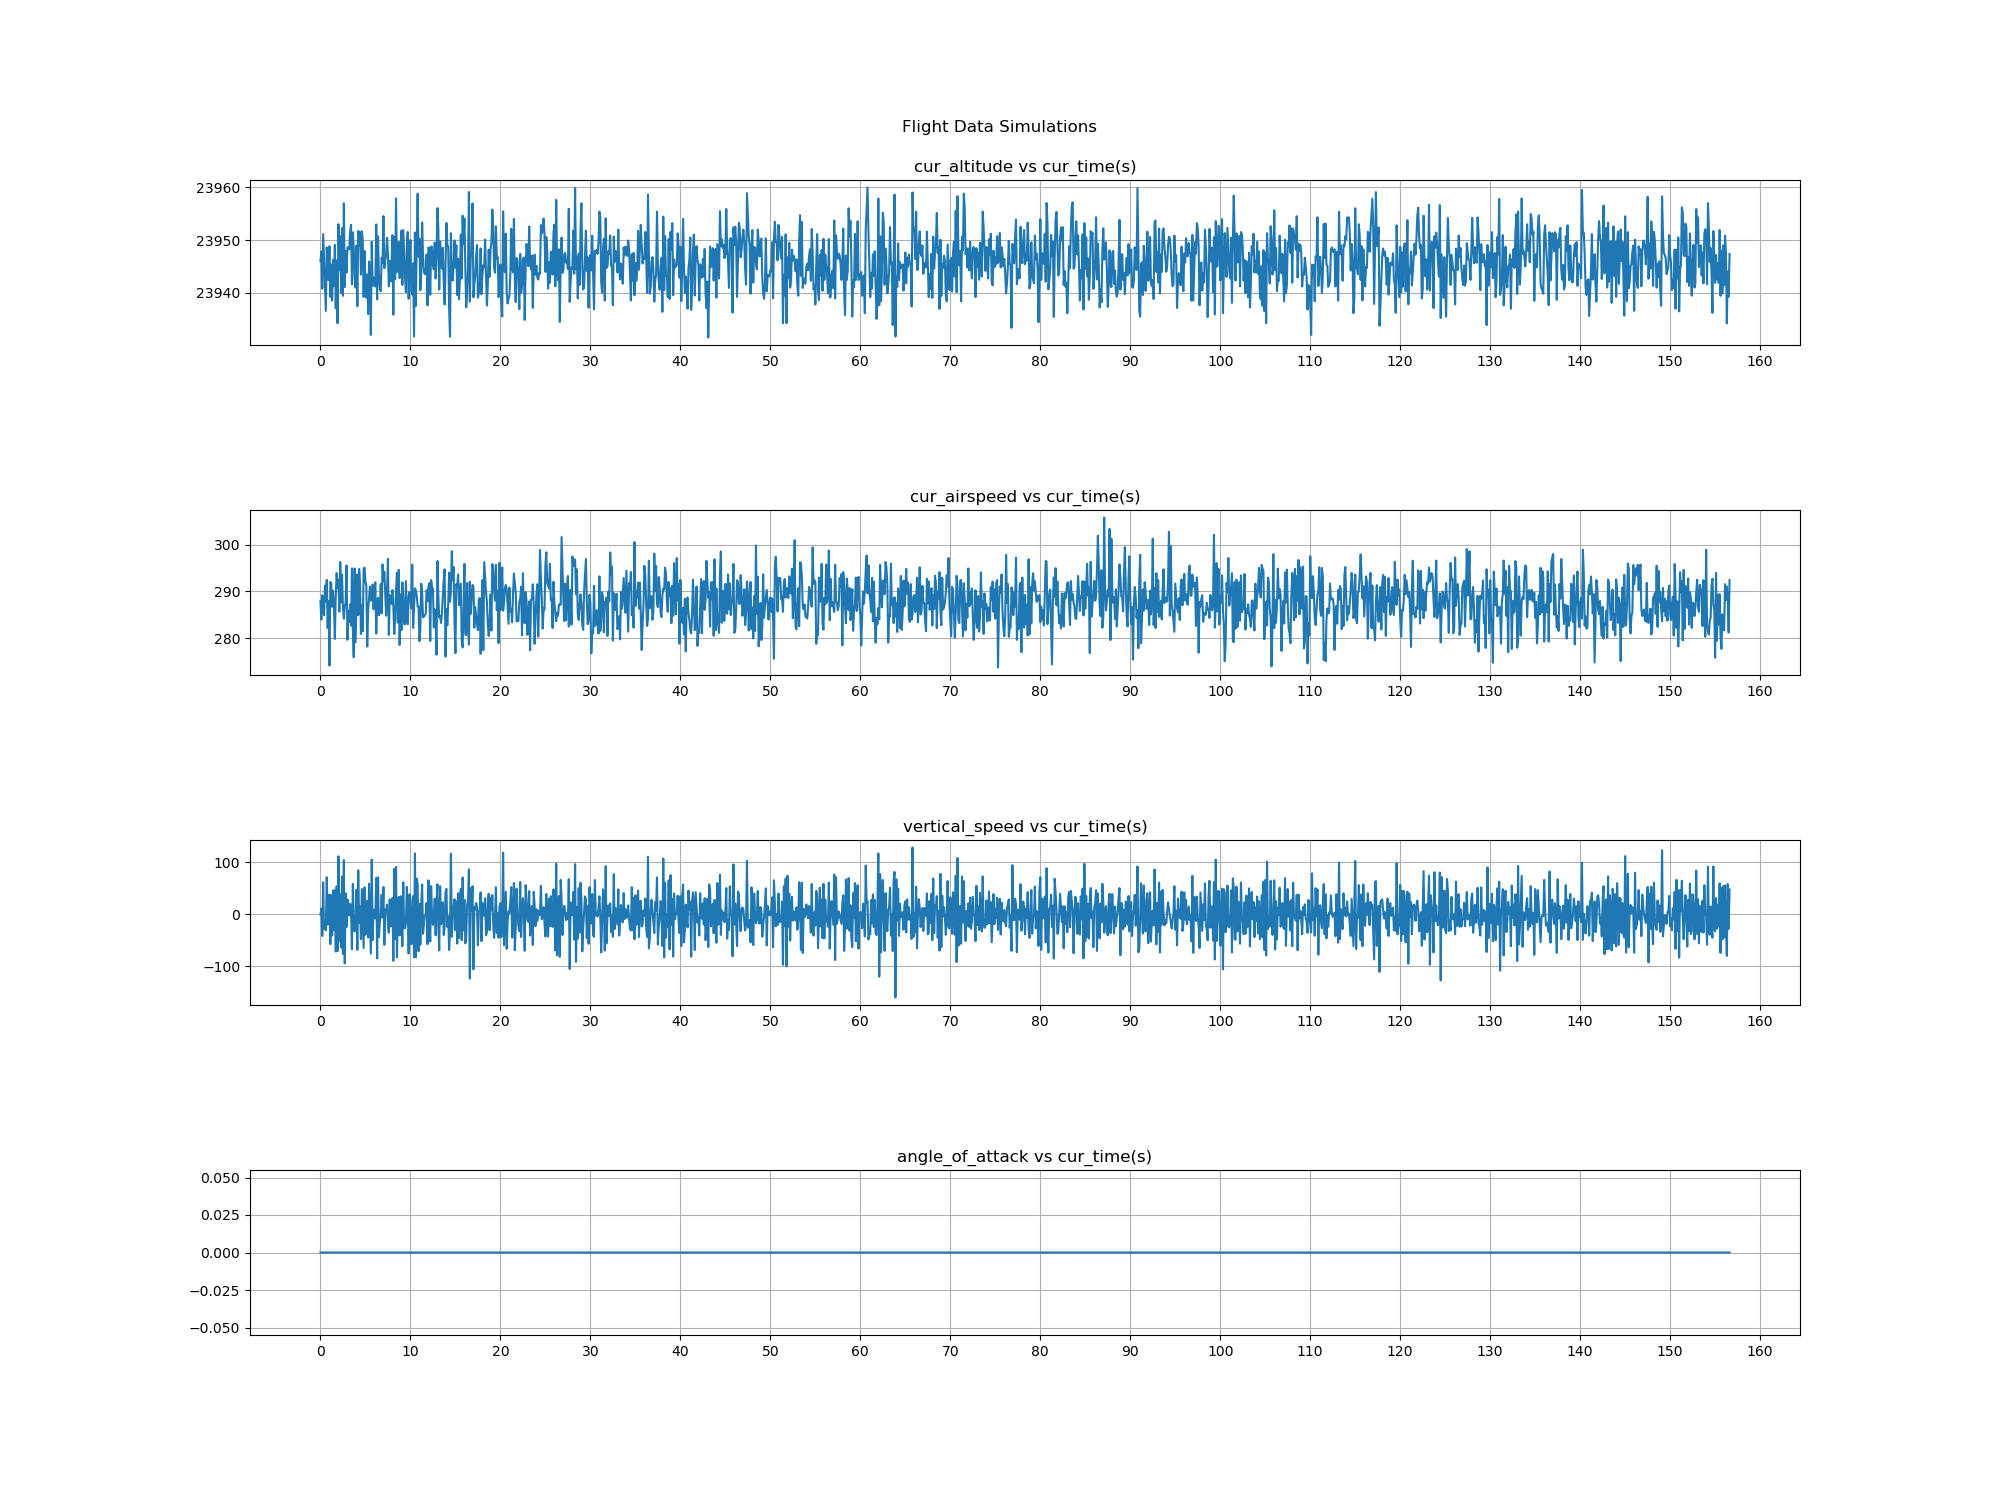 Flight Data Simulations
cur_altitude vs cur_time(s)
23960
23950
23940
0 10 20 30 40 50 60 70 80 90 100 110 120 130 140 150 160
cur_airspeed vs cur_time(s)
300
290
280
0 10 20 30 40 50 60 70 80 90 100 110 120 130 140 150 160
vertical_speed vs cur_time(s)
100
0
−100
0 10 20 30 40 50 60 70 80 90 100 110 120 130 140 150 160
angle_of_attack vs cur_time(s)
0.050
0.025
0.000
−0.025
−0.050
0 10 20 30 40 50 60 70 80 90 100 110 120 130 140 150 160